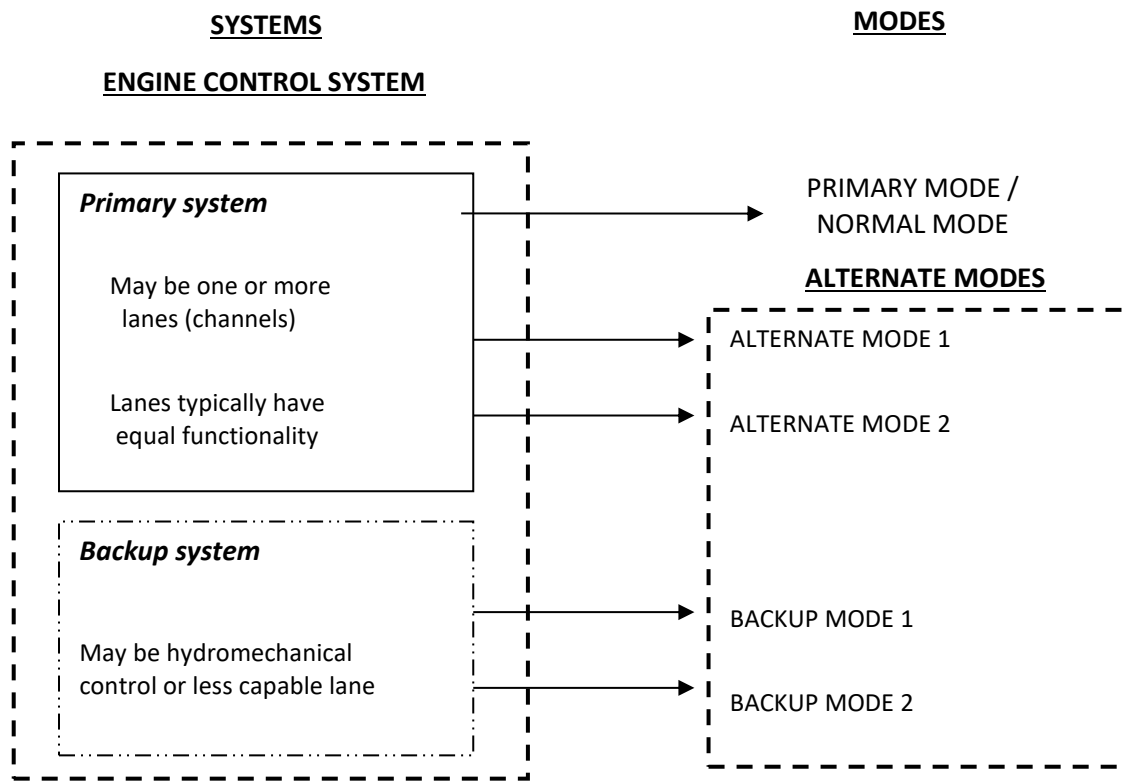 SYSTEMS
MODES
ENGINE CONTROL SYSTEM
Primary system
May be one or more
lanes (channels)
Lanes typically have
equal functionality
PRIMARY MODE /
NORMAL MODE
ALTERNATE MODES
ALTERNATE MODE 1
ALTERNATE MODE 2
Backup system
May be hydromechanical
control or less capable lane
BACKUP MODE 1
BACKUP MODE 2